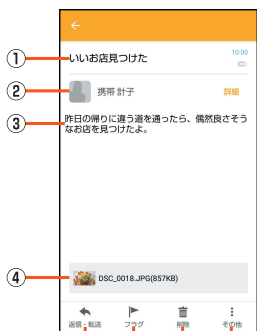 ①
いいお店見つけた
10:00
②
携帯 計子
詳細
③
昨日の帰りに違う道を通ったら、偶然良さそう
なお店を見つけたよ。
④
DSC_0018.JPG(857KB)
返信・転送
フラグ
削除
その他